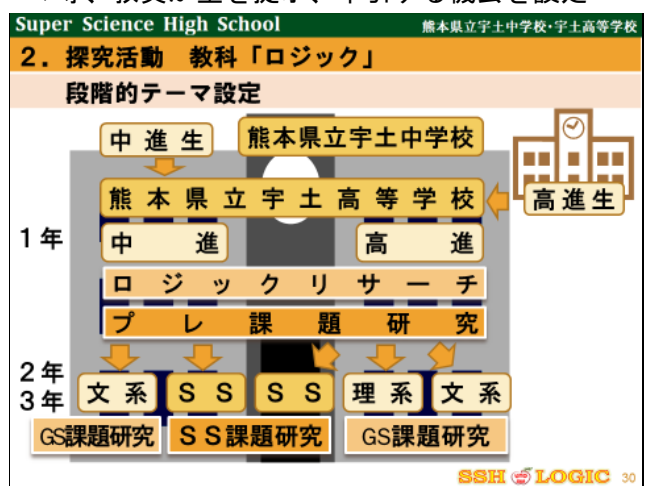 Super Science High School
熊本県立宇土中学校・宇土高等学校
2．探究活動　教科「ロジック」
段階的テーマ設定
中進生
熊本県立宇土中学校
熊本県立宇土高等学校
高進生
1年
中進
高進
ロジックリサーチ
プレ課題研究
2年
3年
文系
SS
SS
理系
文系
GS課題研究
SS課題研究
GS課題研究
SSH LOGIC 30